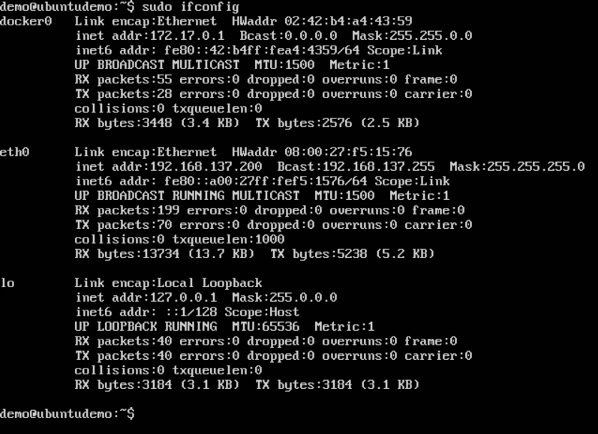 demo@ubuntudemo:~$ sudo ifconfig
docker0   Link encap:Ethernet  HWaddr 02:42:b4:a4:43:59
          inet addr:172.17.0.1  Bcast:0.0.0.0  Mask:255.255.0.0
          inet6 addr: fe80::42:b4ff:fea4:4359/64 Scope:Link
          UP BROADCAST MULTICAST  MTU:1500  Metric:1
          RX packets:55 errors:0 dropped:0 overruns:0 frame:0
          TX packets:28 errors:0 dropped:0 overruns:0 carrier:0
          collisions:0 txqueuelen:0
          RX bytes:3448 (3.4 KB)  TX bytes:2576 (2.5 KB)

eth0      Link encap:Ethernet  HWaddr 08:00:27:f5:15:76
          inet addr:192.168.137.200  Bcast:192.168.137.255  Mask:255.255.255.0
          inet6 addr: fe80::a00:27ff:fef5:1576/64 Scope:Link
          UP BROADCAST RUNNING MULTICAST  MTU:1500  Metric:1
          RX packets:199 errors:0 dropped:0 overruns:0 frame:0
          TX packets:70 errors:0 dropped:0 overruns:0 carrier:0
          collisions:0 txqueuelen:1000
          RX bytes:13734 (13.7 KB)  TX bytes:5238 (5.2 KB)

lo        Link encap:Local Loopback
          inet addr:127.0.0.1  Mask:255.0.0.0
          inet6 addr: ::1/128 Scope:Host
          UP LOOPBACK RUNNING  MTU:65536  Metric:1
          RX packets:40 errors:0 dropped:0 overruns:0 frame:0
          TX packets:40 errors:0 dropped:0 overruns:0 carrier:0
          collisions:0 txqueuelen:0
          RX bytes:3184 (3.1 KB)  TX bytes:3184 (3.1 KB)

demo@ubuntudemo:~$